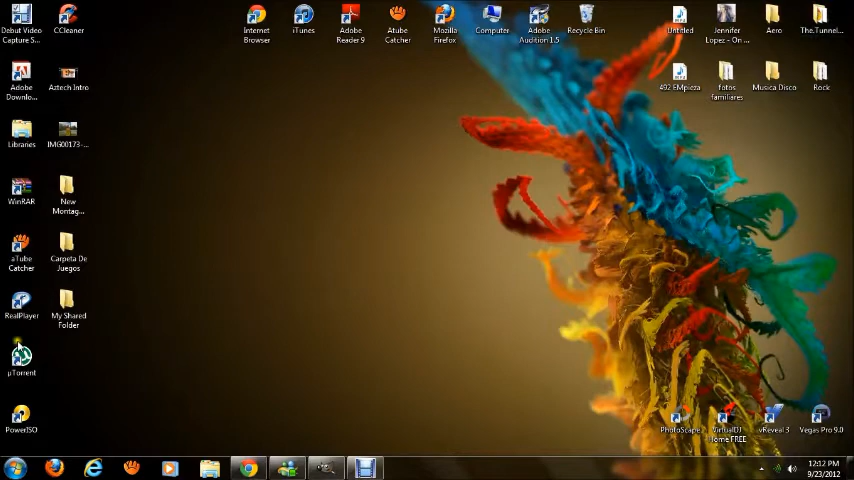 Debut Video
Capture S...
CCleaner
Internet
Browser
iTunes
Adobe
Reader 9
Atube
Catcher
Mozilla
Firefox
Computer
Adobe
Audition 1.5
Recycle Bin
Untitled
Jennifer
Lopez - On ...
Aero
The.Tunnel...
Adobe
Downlo...
Aztech Intro
492 EMpieza
fotos
familiares
Musica Disco
Rock
Libraries
IMG00173-...
WinRAR
New
Montag...
aTube
Catcher
Carpeta De
Juegos
RealPlayer
My Shared
Folder
µTorrent
PowerISO
PhotoScape
VirtualDJ
Home FREE
vReveal 3
Vegas Pro 9.0
12:12 PM
9/23/2012